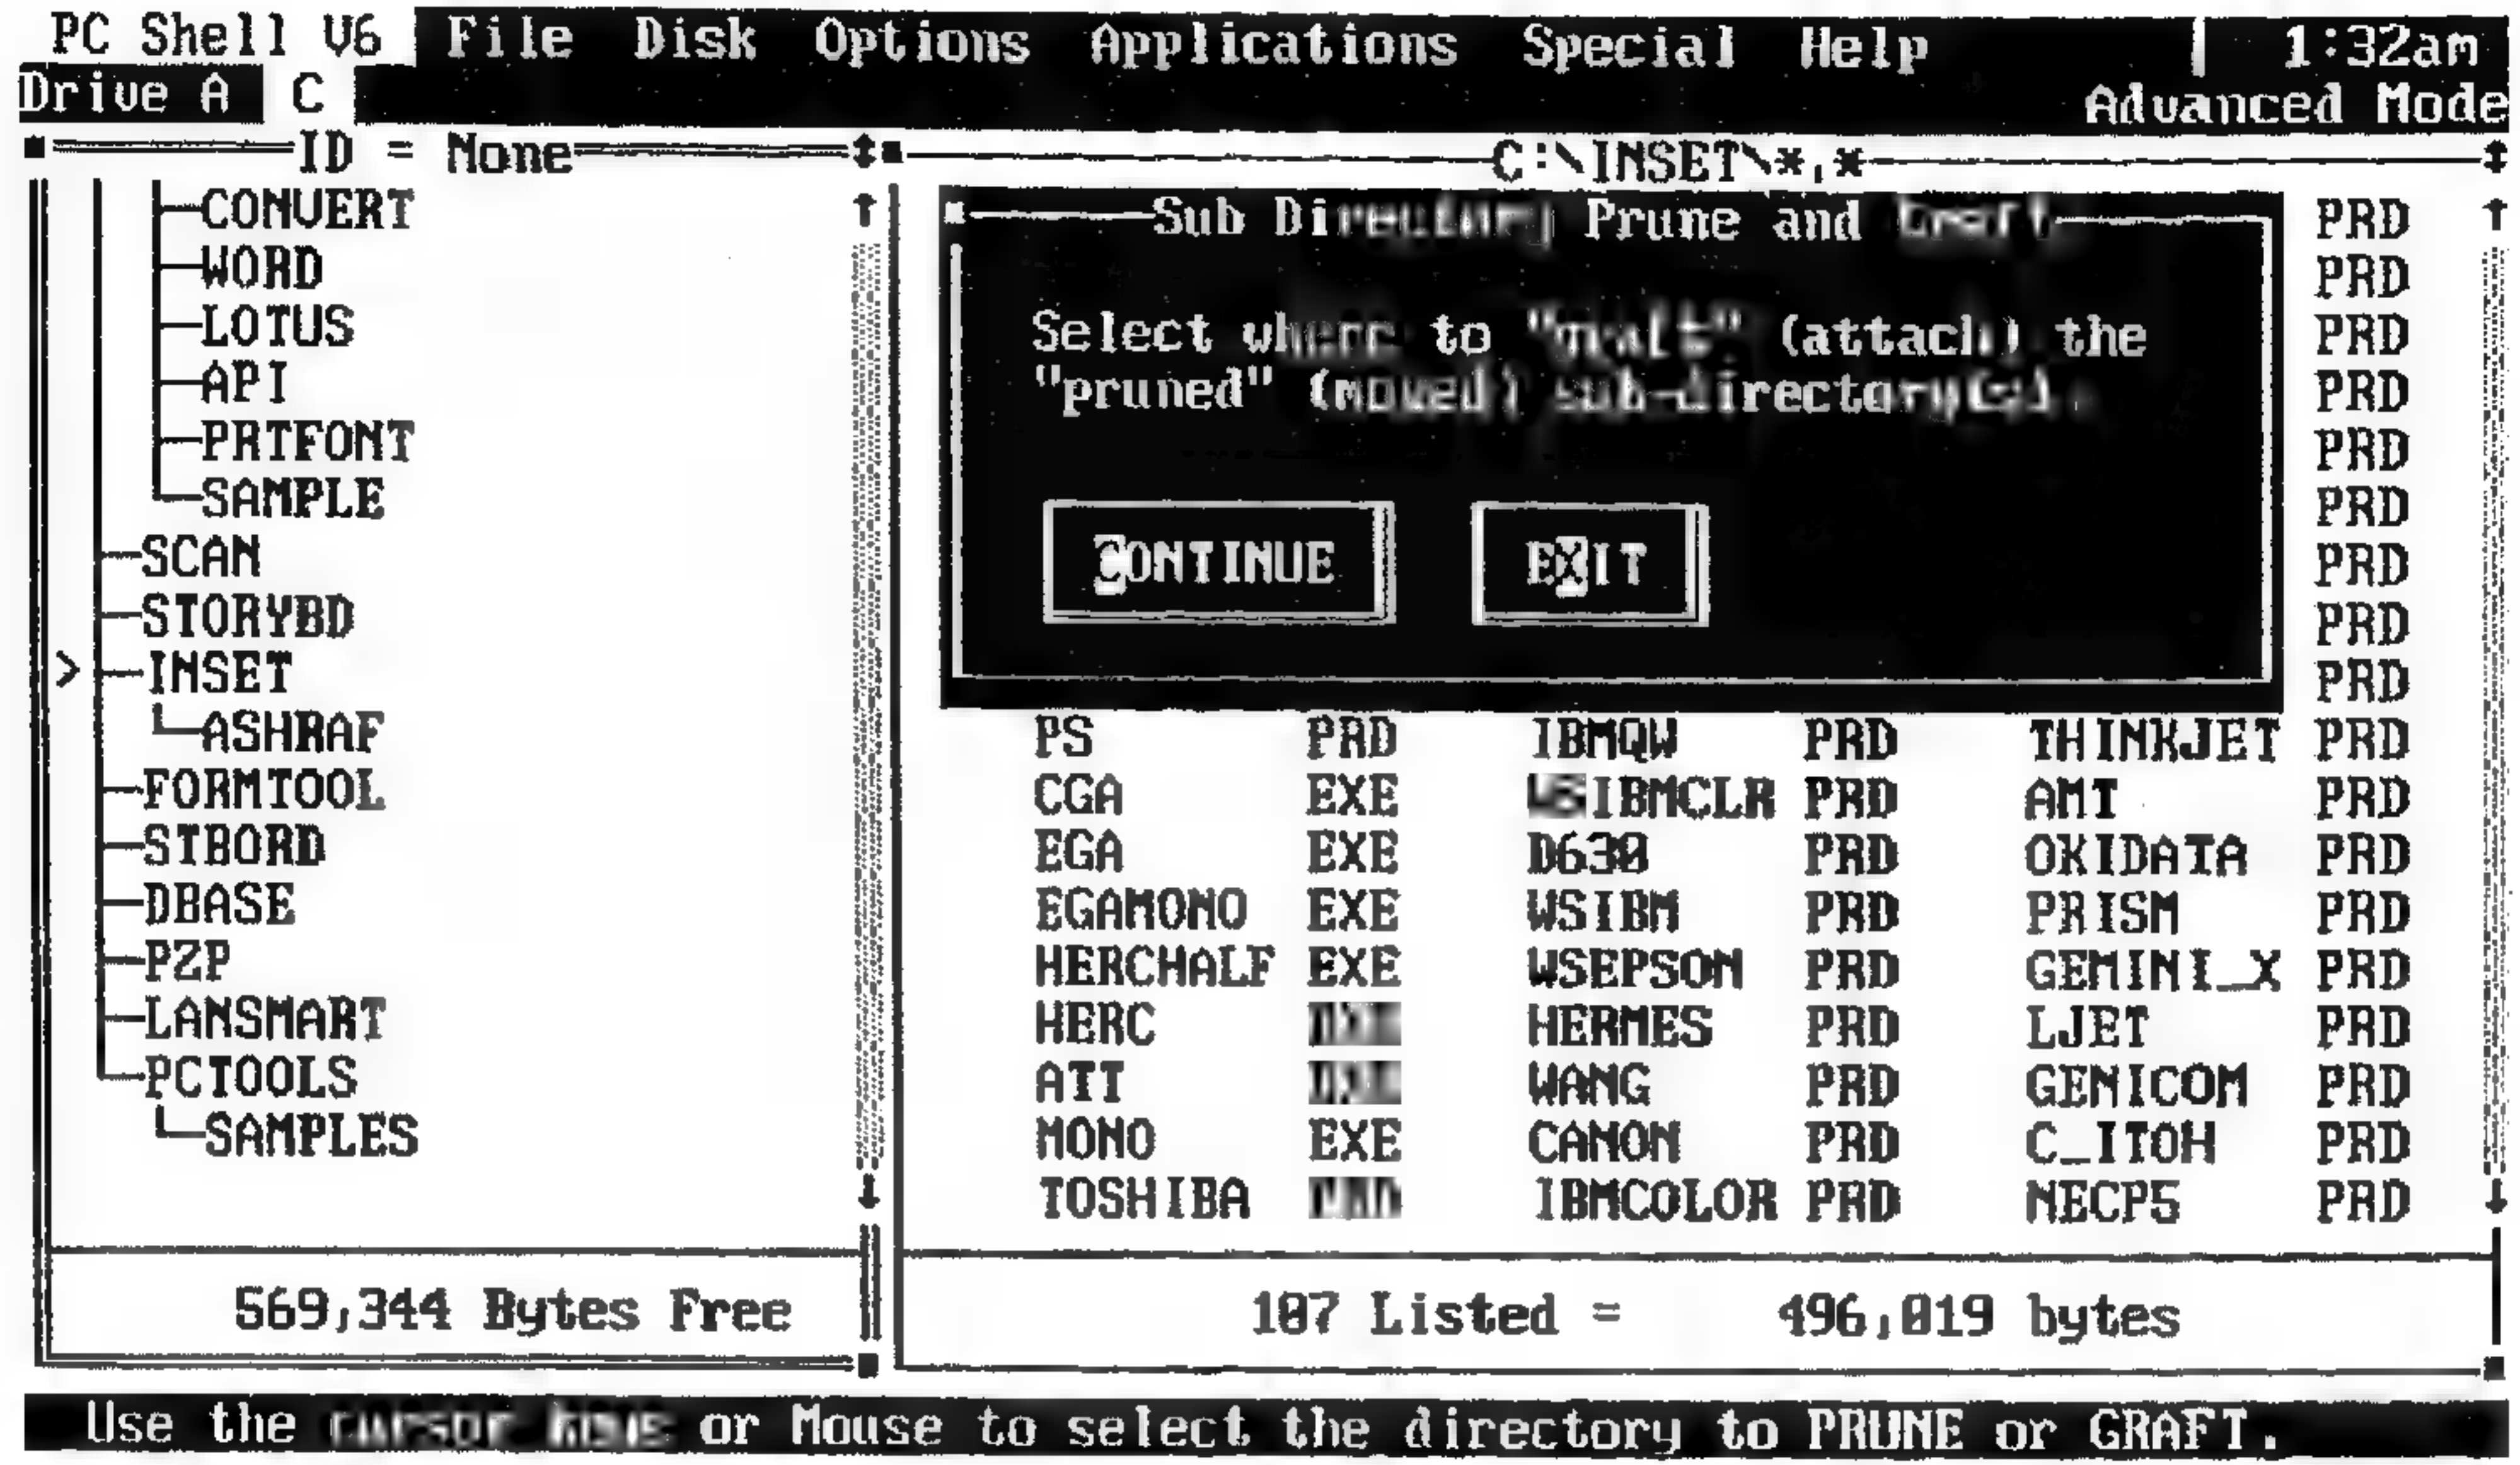 PC Shell V6 File Disk Options Applications Special Help 1:32am
Drive A C Advanced Mode
ID = None
C:\INSET\*.*
CONVERT
WORD
LOTUS
API
PRTFONT
SAMPLE
SCAN
STORYBD
> INSET
ASHRAF
FORMTOOL
STBORD
DBASE
PZP
LANSMART
PCTOOLS
SAMPLES
569,344 Bytes Free
Sub Directory Prune and
Select where to (attach) the
"pruned" (moved) sub-directory(s).
CONTINUE EXIT
PRD
PRD
PRD
PRD
PRD
PRD
PRD
PRD
PRD
PS PRD IBMQW PRD THINKJET PRD
CGA EXE PRD AMT PRD
EGA EXE D630 PRD OKIDATA PRD
EGAMONO EXE WSIBM PRD PRISM PRD
HERCHALF EXE WSEPSON PRD GEMINI_X PRD
HERC HERMES PRD LJET PRD
ATT WANG PRD GENICOM PRD
MONO EXE CANON PRD C_ITOH PRD
TOSHIBA IBMCOLOR PRD NECP5 PRD
107 Listed = 496,019 bytes
Use the or Mouse to select the directory to PRUNE or GRAFT.